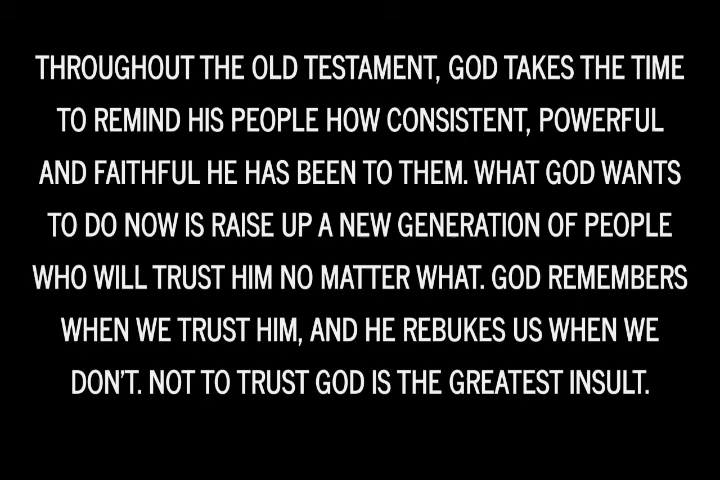 THROUGHOUT THE OLD TESTAMENT, GOD TAKES THE TIME
TO REMIND HIS PEOPLE HOW CONSISTENT, POWERFUL
AND FAITHFUL HE HAS BEEN TO THEM. WHAT GOD WANTS
TO DO NOW IS RAISE UP A NEW GENERATION OF PEOPLE
WHO WILL TRUST HIM NO MATTER WHAT. GOD REMEMBERS
WHEN WE TRUST HIM, AND HE REBUKES US WHEN WE
DON'T. NOT TO TRUST GOD IS THE GREATEST INSULT.